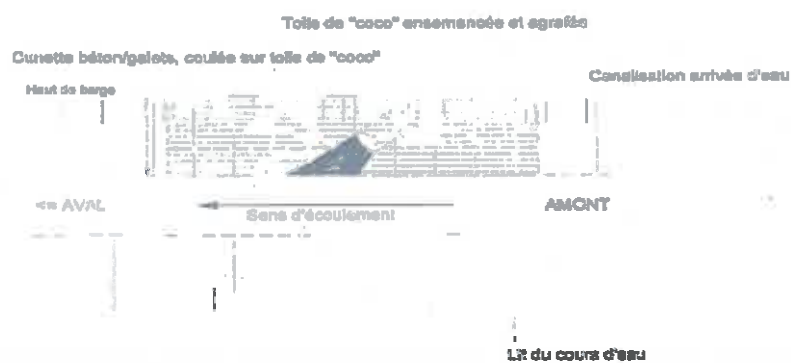 Toile de "coco" ensemencée et agrafée
Cunette béton/galets, coulée sur toile de "coco"
Canalisation arrivée d'eau
Haut de berge
<= AVAL
Sens d'écoulement
AMONT
Lit du cours d'eau